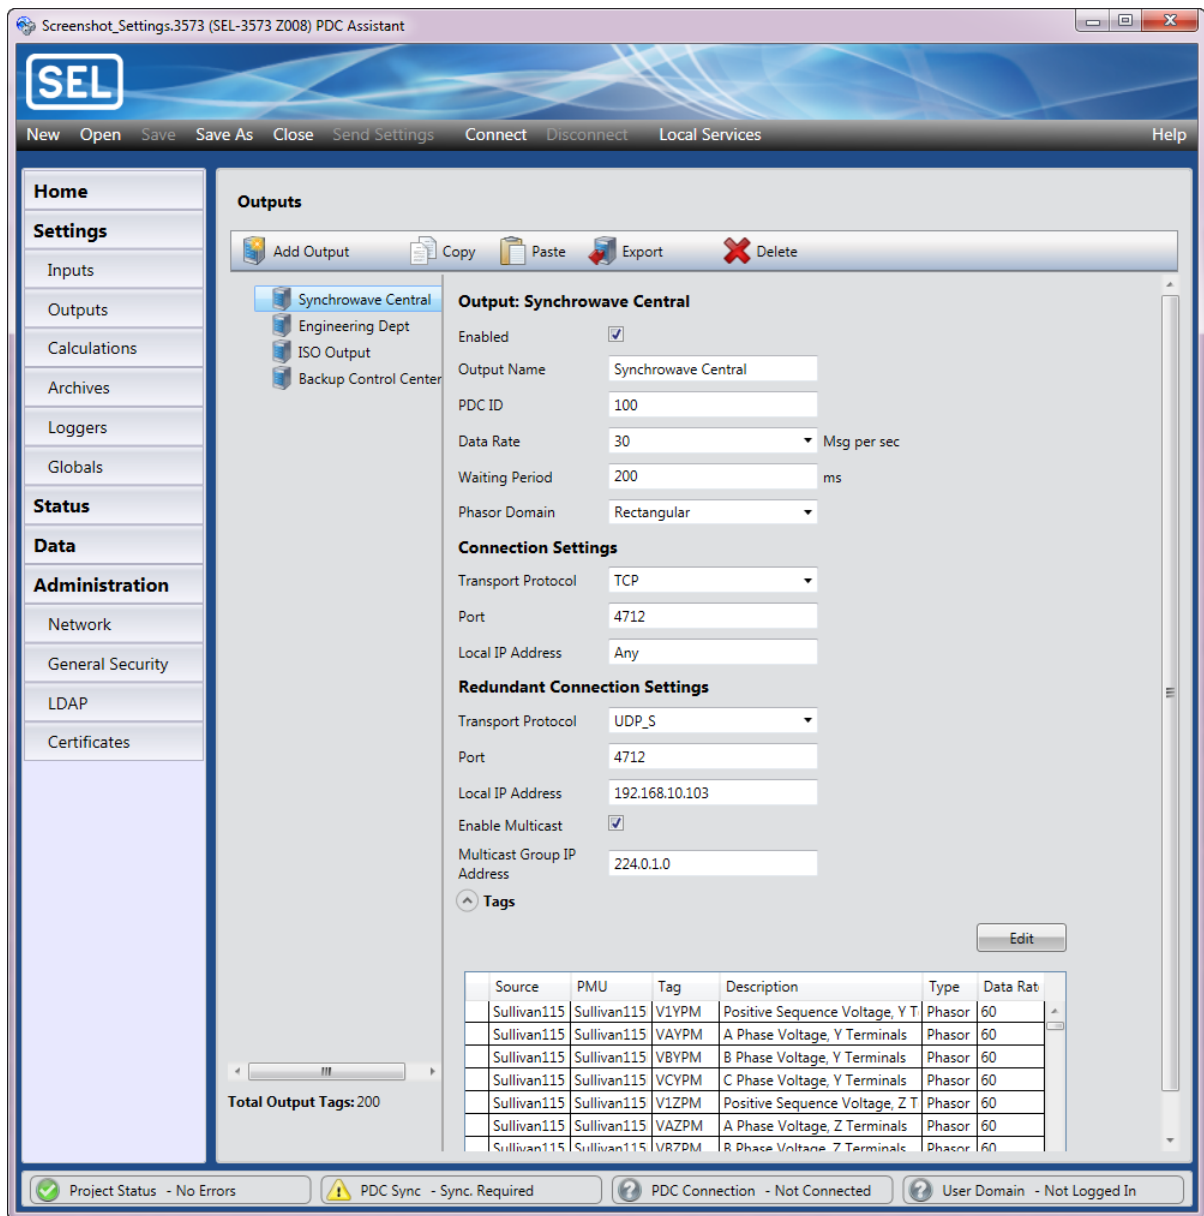 Screenshot_Settings.3573 (SEL-3573 Z008) PDC Assistant
SEL
New Open Save Save As Close Send Settings Connect Disconnect Local Services Help
Home
Settings
Inputs
Outputs
Calculations
Archives
Loggers
Globals
Status
Data
Administration
Network
General Security
LDAP
Certificates
Outputs
Add Output Copy Paste Export Delete
Synchrowave Central
Engineering Dept
ISO Output
Backup Control Center
Total Output Tags: 200
Output: Synchrowave Central
Enabled
Output Name Synchrowave Central
PDC ID 100
Data Rate 30 Msg per sec
Waiting Period 200 ms
Phasor Domain Rectangular
Connection Settings
Transport Protocol TCP
Port 4712
Local IP Address Any
Redundant Connection Settings
Transport Protocol UDP_S
Port 4712
Local IP Address 192.168.10.103
Enable Multicast
Multicast Group IP
Address 224.0.1.0
Tags
Edit
Source PMU Tag Description Type Data Rat
Sullivan115 Sullivan115 V1YPM Positive Sequence Voltage, Y T Phasor 60
Sullivan115 Sullivan115 VAYPM A Phase Voltage, Y Terminals Phasor 60
Sullivan115 Sullivan115 VBYPM B Phase Voltage, Y Terminals Phasor 60
Sullivan115 Sullivan115 VCYPM C Phase Voltage, Y Terminals Phasor 60
Sullivan115 Sullivan115 V1ZPM Positive Sequence Voltage, Z T Phasor 60
Sullivan115 Sullivan115 VAZPM A Phase Voltage, Z Terminals Phasor 60
Sullivan115 Sullivan115 VBZPM B Phase Voltage, Z Terminals Phasor 60
Project Status - No Errors PDC Sync - Sync. Required PDC Connection - Not Connected User Domain - Not Logged In